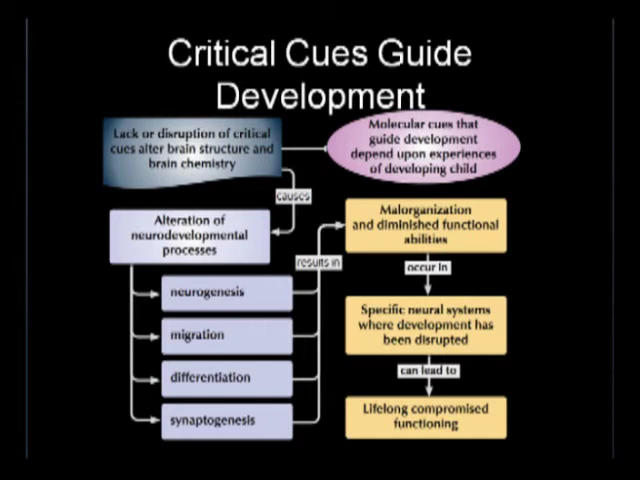 Critical Cues Guide
Development
Lack or disruption of critical
cues alter brain structure and
brain chemistry
Molecular cues that
guide development
depend upon experiences
of developing child
causes
Alteration of
neurodevelopmental
processes
neurogenesis
migration
differentiation
synaptogenesis
results in
Malorganization
and diminished functional
abilities
occur in
Specific neural systems
where development has
been disrupted
can lead to
Lifelong compromised
functioning